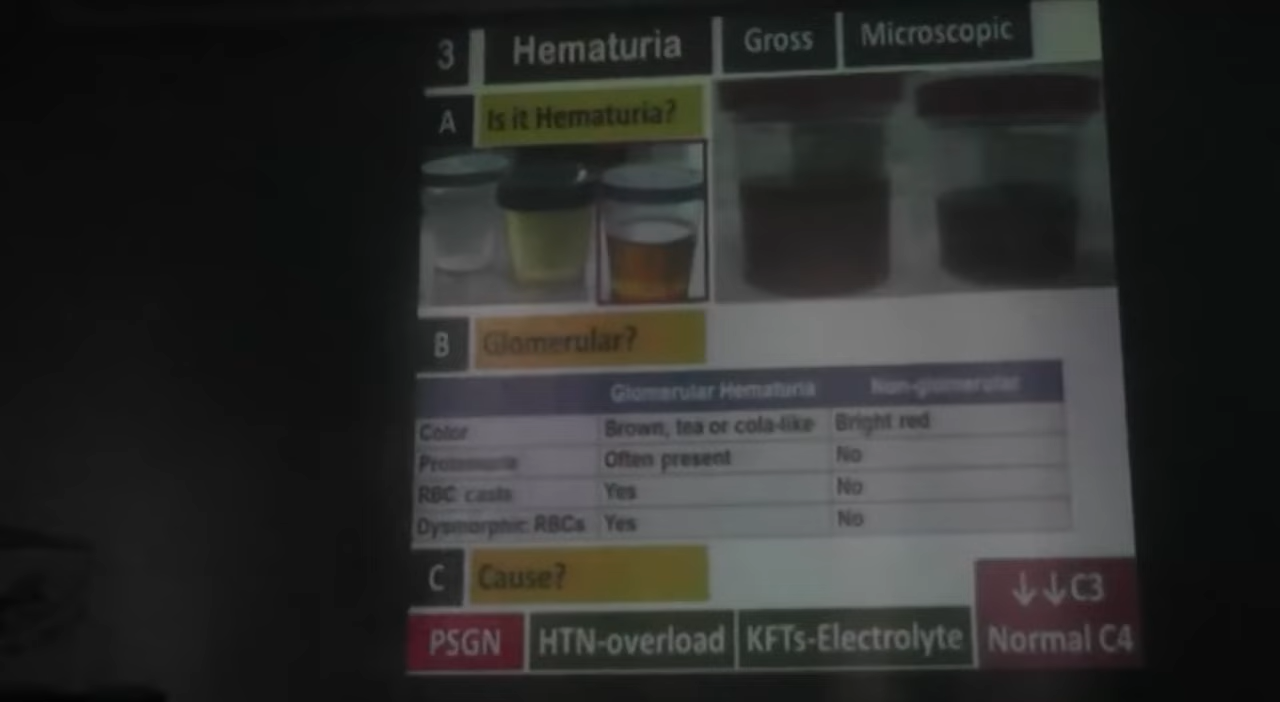 3 Hematuria Gross Microscopic
A Is it Hematuria?
B Glomerular?
Glomerular Hematuria Non-glomerular
Color Brown, tea or cola-like Bright red
Proteinuria Often present No
RBC casts Yes No
Dysmorphic RBCs Yes No
C Cause?
↓↓C3
PSGN HTN-overload KFTs-Electrolyte Normal C4